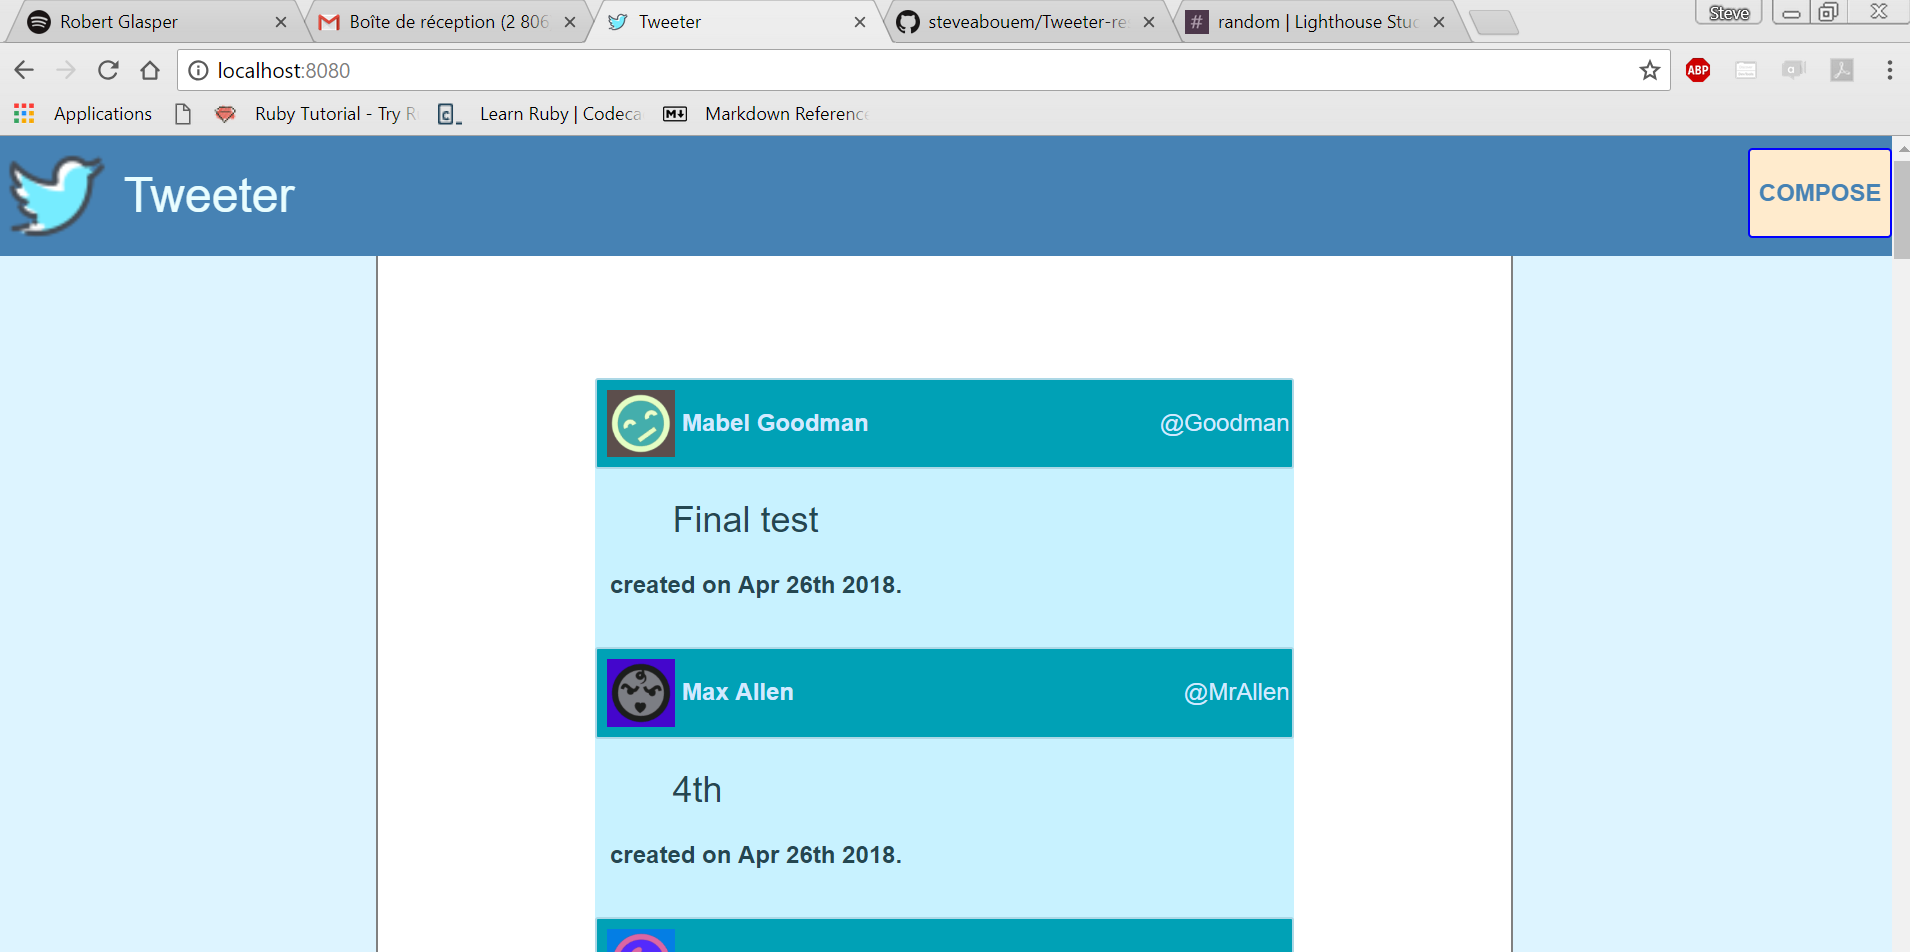 Robert Glasper
Boîte de réception (2 806
Tweeter
steveabouem/Tweeter-re
# random | Lighthouse Stu
Steve
localhost:8080
ABP
Applications
Ruby Tutorial - Try R
Learn Ruby | Codeca
Markdown Reference
Tweeter
COMPOSE
Mabel Goodman
@Goodman
Final test
created on Apr 26th 2018.
Max Allen
@MrAllen
4th
created on Apr 26th 2018.